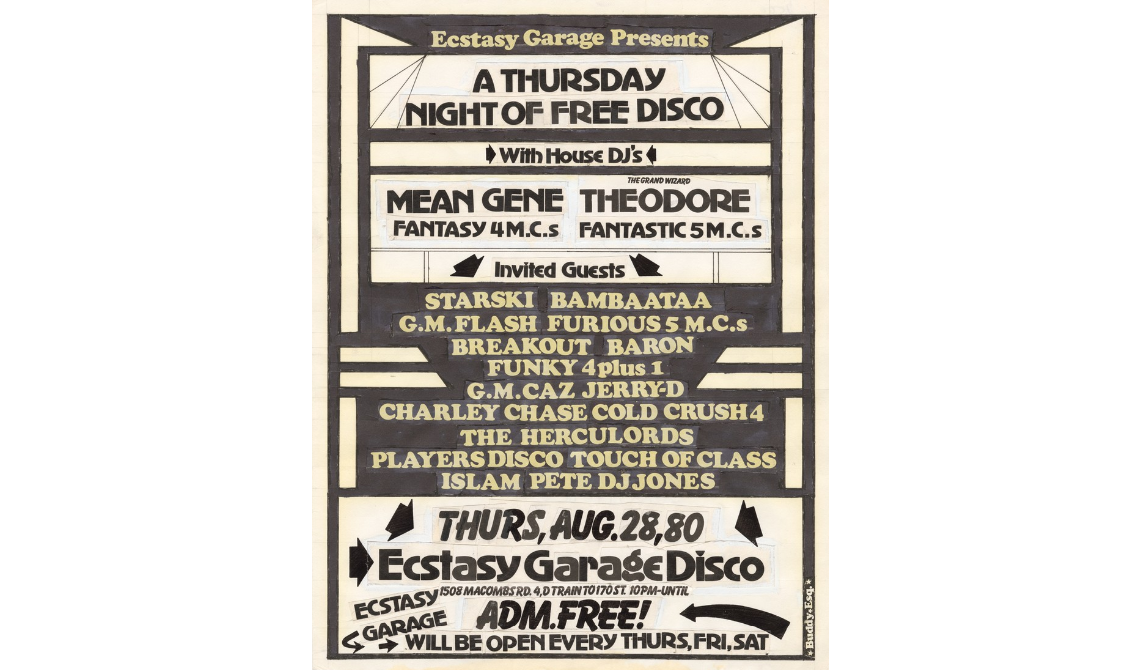 Ecstasy Garage Presents
A THURSDAY
NIGHT OF FREE DISCO
With House DJ's
MEAN GENE
FANTASY 4 M.C.s
THE GRAND WIZARD
THEODORE
FANTASTIC 5 M.C.s
Invited Guests
STARSKI BAMBAATAA
G.M. FLASH FURIOUS 5 M.C.s
BREAKOUT BARON
FUNKY 4 plus 1
G.M. CAZ JERRY-D
CHARLEY CHASE COLD CRUSH 4
THE HERCULORDS
PLAYERS DISCO TOUCH OF CLASS
ISLAM PETE DJ JONES
THURS, AUG. 28, 80
Ecstasy Garage Disco
1508 MACOMBS RD. 4, D TRAIN TO 170 ST. 10 PM-UNTIL
ADM. FREE!
ECSTASY
GARAGE
WILL BE OPEN EVERY THURS, FRI, SAT
*Buddy Esq.*